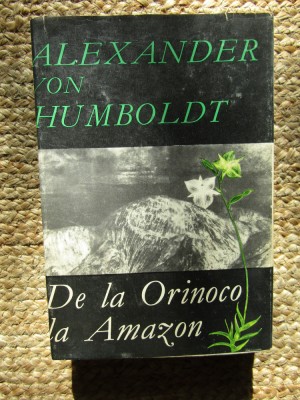 ALEXANDER
VON
HUMBOLDT
De la Orinoco
la Amazon